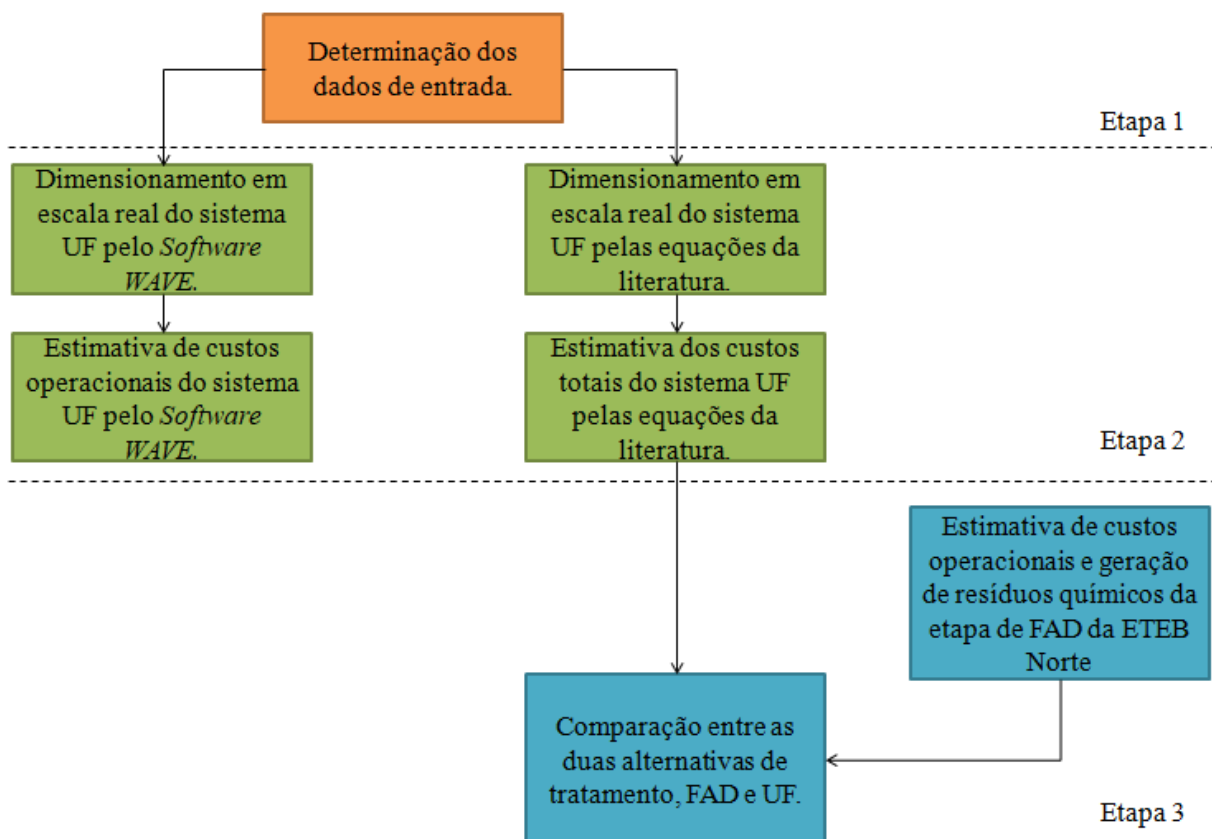 Determinação dos
dados de entrada.
Etapa 1
Dimensionamento em
escala real do sistema
UF pelo Software
WAVE.
Dimensionamento em
escala real do sistema
UF pelas equações da
literatura.
Estimativa de custos
operacionais do sistema
UF pelo Software
WAVE.
Estimativa dos custos
totais do sistema UF
pelas equações da
literatura.
Etapa 2
Estimativa de custos
operacionais e geração
de resíduos químicos da
etapa de FAD da ETEB
Norte
Comparação entre as
duas alternativas de
tratamento, FAD e UF.
Etapa 3